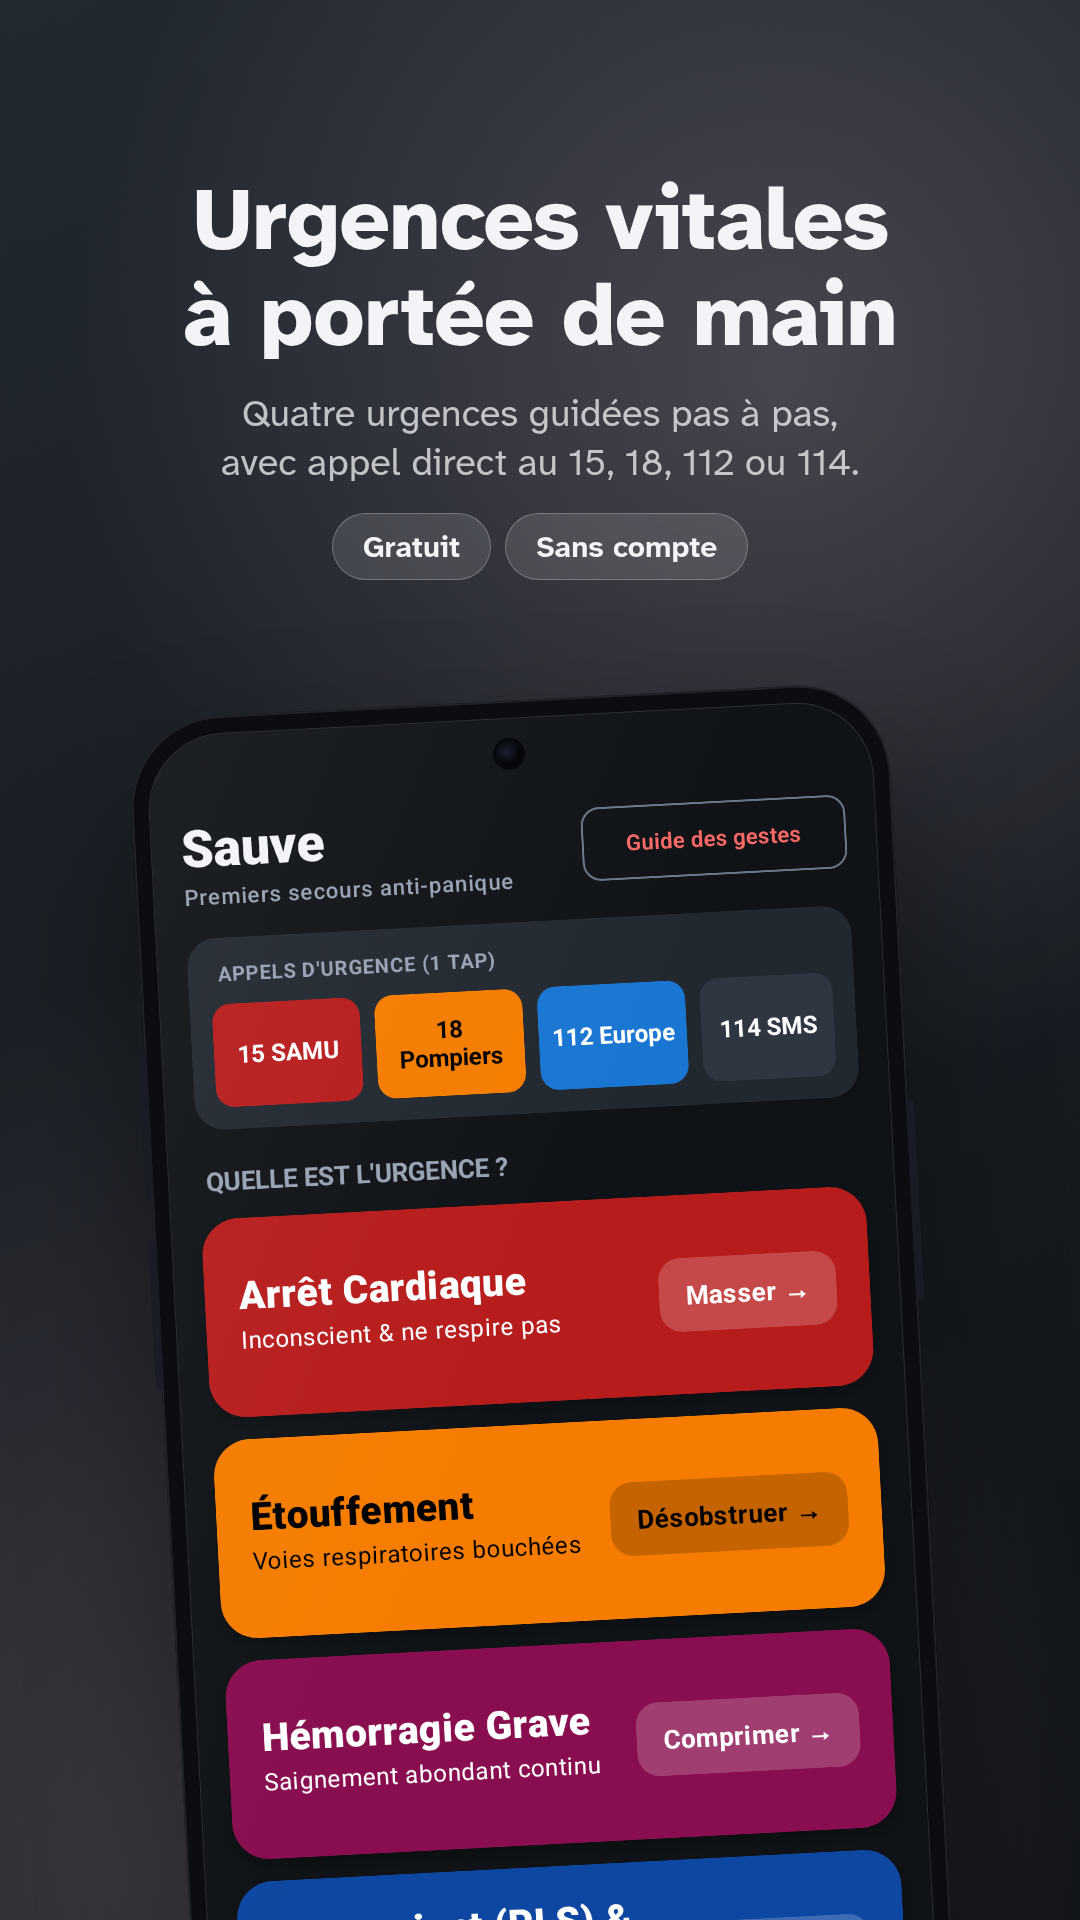 Urgences vitales
à portée de main
Quatre urgences guidées pas à pas,
avec appel direct au 15, 18, 112 ou 114.
Gratuit
Sans compte
Sauve
Premiers secours anti-panique
Guide des gestes
APPELS D'URGENCE (1 TAP)
15 SAMU
18
Pompiers
112 Europe
114 SMS
QUELLE EST L'URGENCE ?
Arrêt Cardiaque
Inconscient & ne respire pas
Masser →
Étouffement
Voies respiratoires bouchées
Désobstruer →
Hémorragie Grave
Saignement abondant continu
Comprimer →
(PLS) &